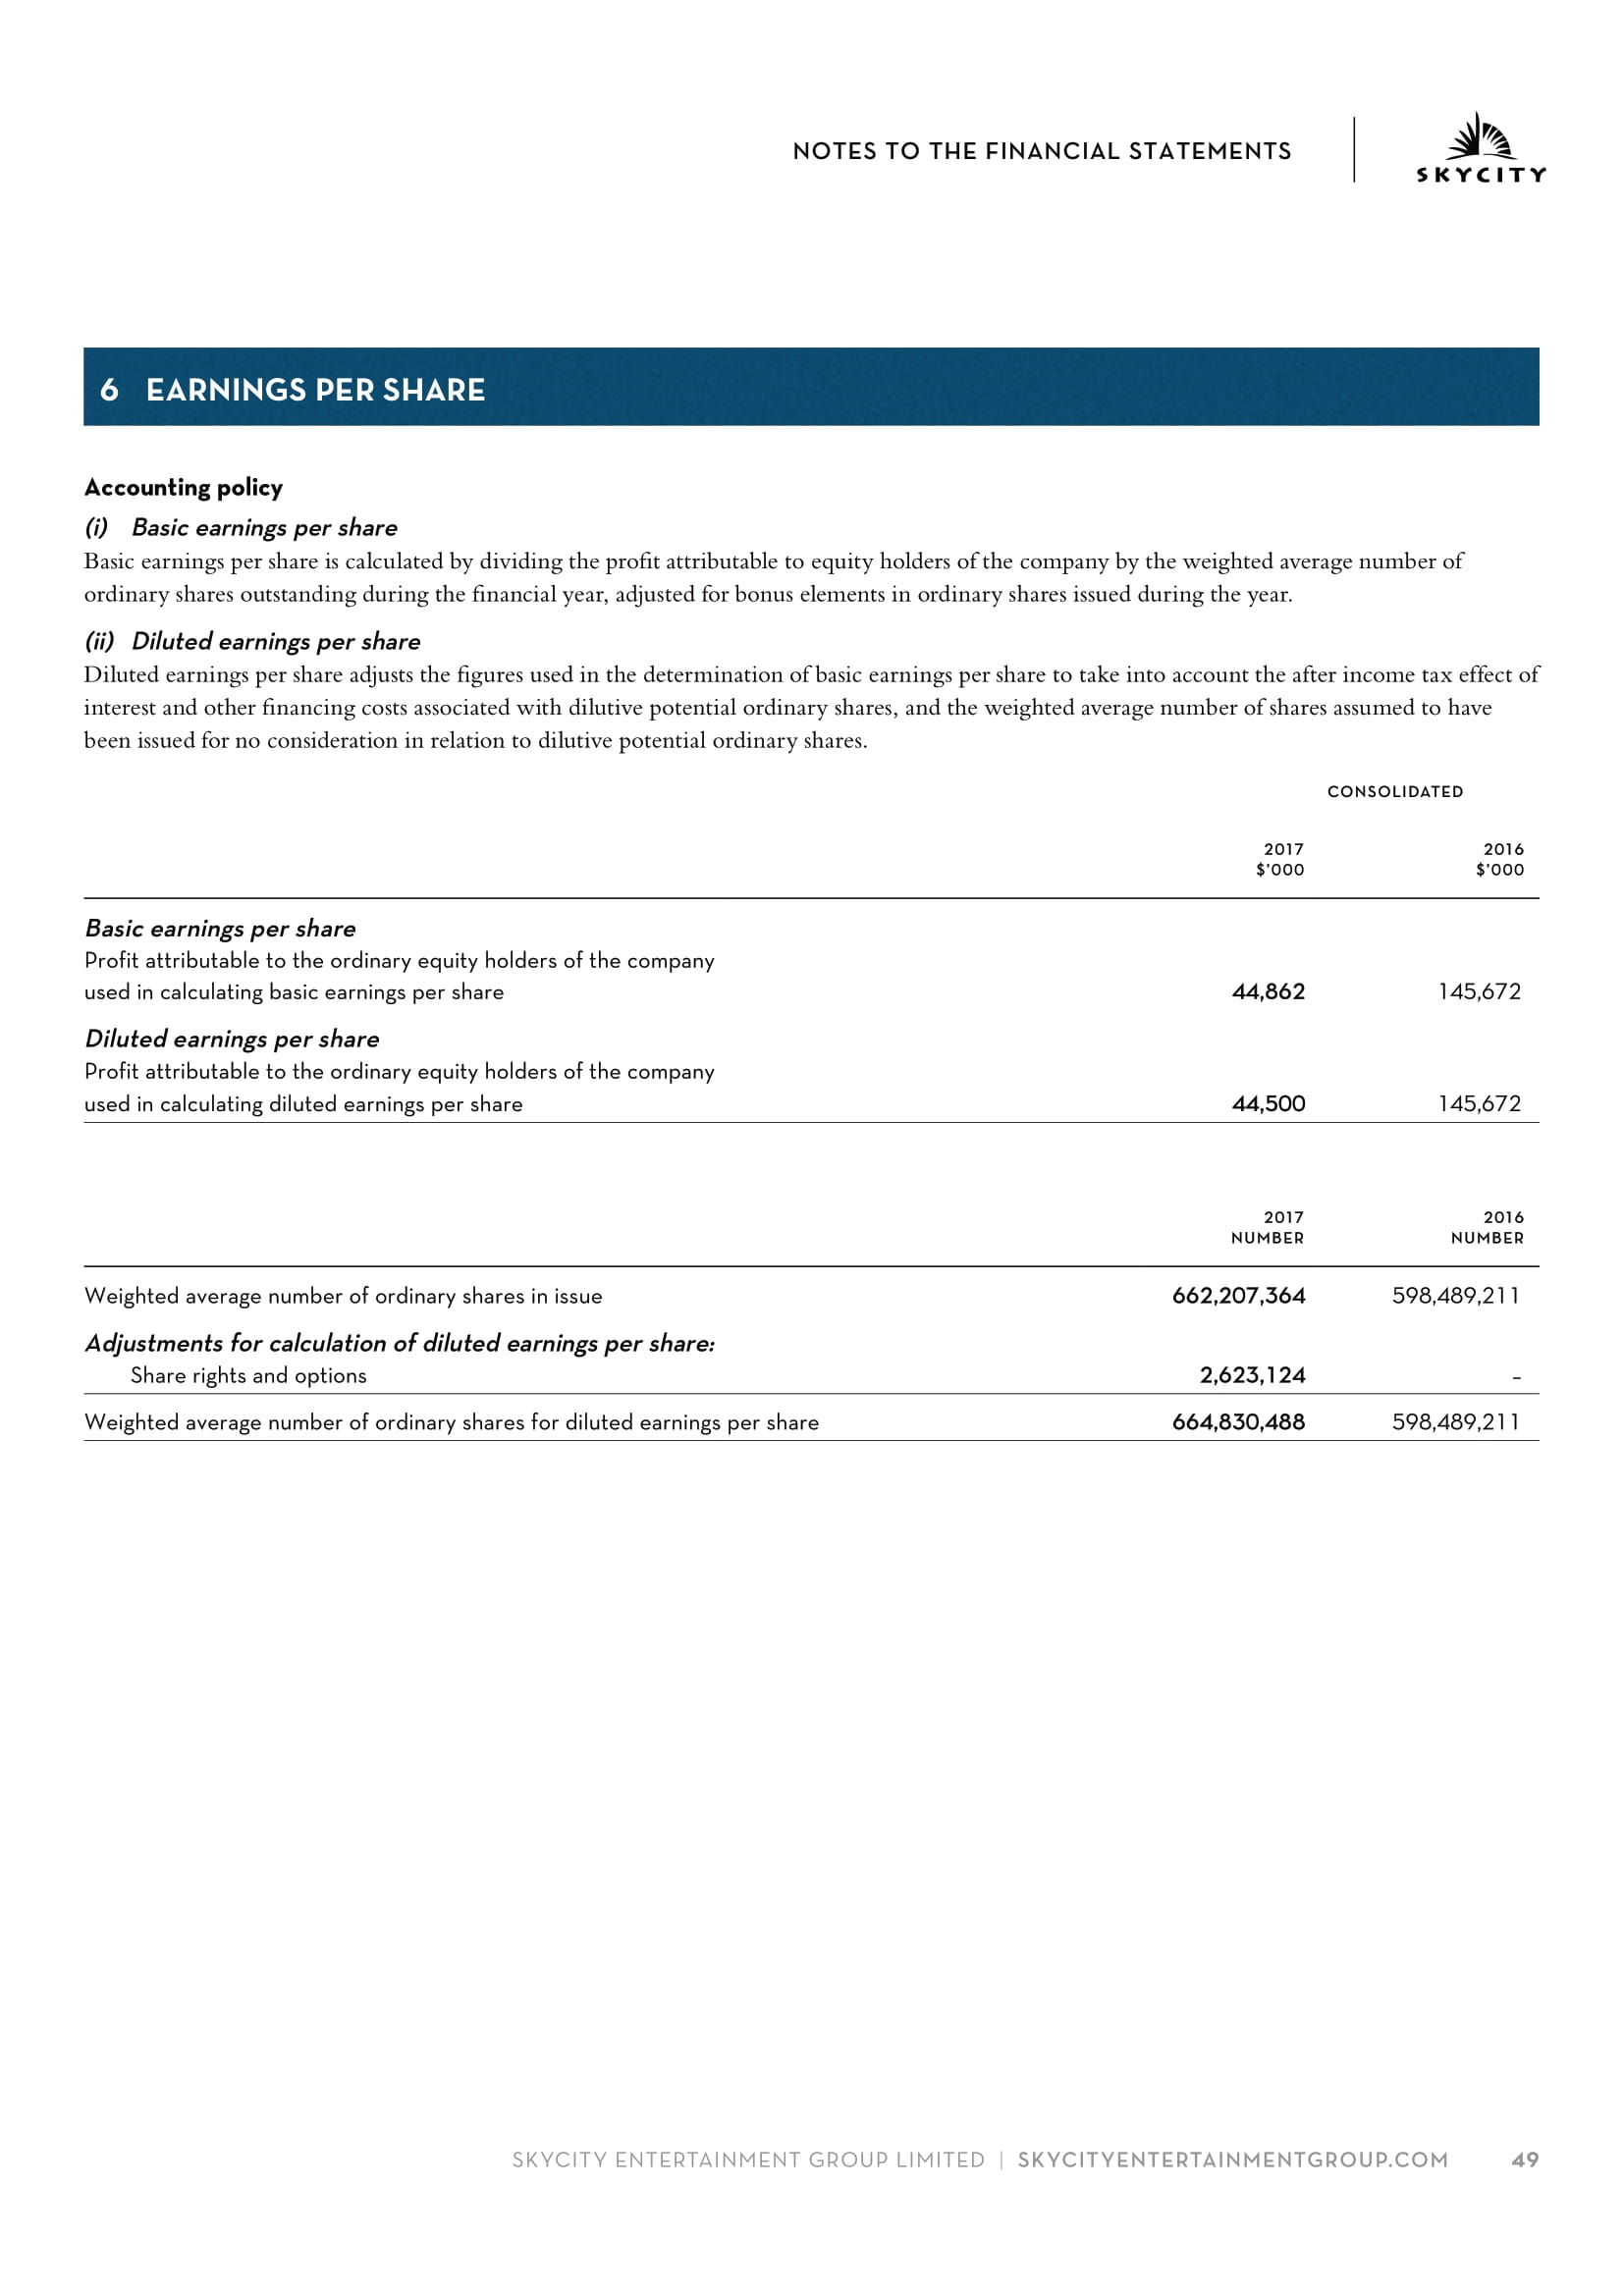 NOTES TO THE FINANCIAL STATEMENTS
SKYCITY
6 EARNINGS PER SHARE
Accounting policy
(i) Basic earnings per share
Basic earnings per share is calculated by dividing the profit attributable to equity holders of the company by the weighted average number of
ordinary shares outstanding during the financial year, adjusted for bonus elements in ordinary shares issued during the year.
(ii) Diluted earnings per share
Diluted earnings per share adjusts the figures used in the determination of basic earnings per share to take into account the after income tax effect of
interest and other financing costs associated with dilutive potential ordinary shares, and the weighted average number of shares assumed to have
been issued for no consideration in relation to dilutive potential ordinary shares.
CONSOLIDATED
2017 2016
$'000 $'000
Basic earnings per share
Profit attributable to the ordinary equity holders of the company
used in calculating basic earnings per share 44,862 145,672
Diluted earnings per share
Profit attributable to the ordinary equity holders of the company
used in calculating diluted earnings per share 44,500 145,672
2017 2016
NUMBER NUMBER
Weighted average number of ordinary shares in issue 662,207,364 598,489,211
Adjustments for calculation of diluted earnings per share:
Share rights and options 2,623,124 –
Weighted average number of ordinary shares for diluted earnings per share 664,830,488 598,489,211
SKYCITY ENTERTAINMENT GROUP LIMITED | SKYCITYENTERTAINMENTGROUP.COM 49